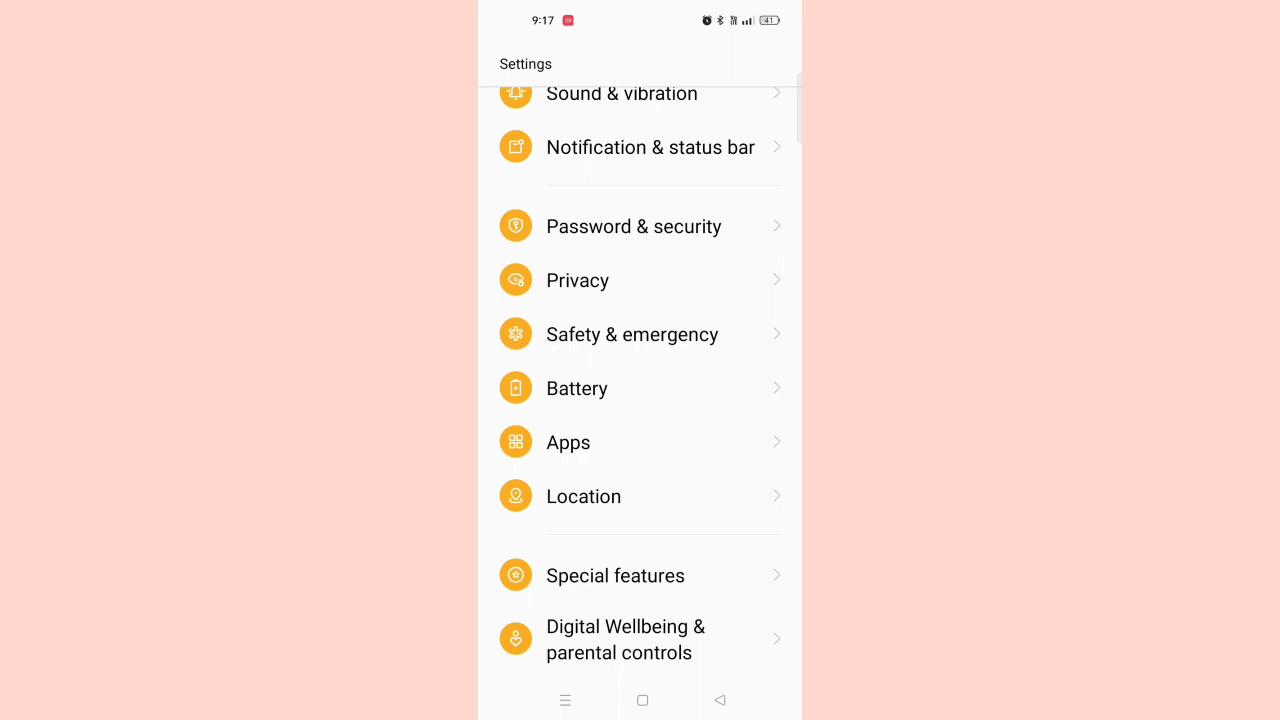 9:17
41
Settings
Sound & vibration
Notification & status bar
Password & security
Privacy
Safety & emergency
Battery
Apps
Location
Special features
Digital Wellbeing &
parental controls